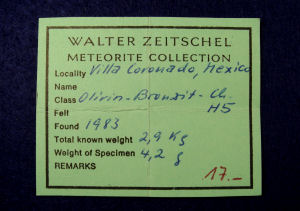 WALTER ZEITSCHEL
METEORITE COLLECTION
Locality Villa Coronado, Mexico
Name
Class Olivin-Bronzit-Ch.
H5
Fell
Found 1983
Total known weight 2,9 Kg
Weight of Specimen 4,2 g
REMARKS 17.-